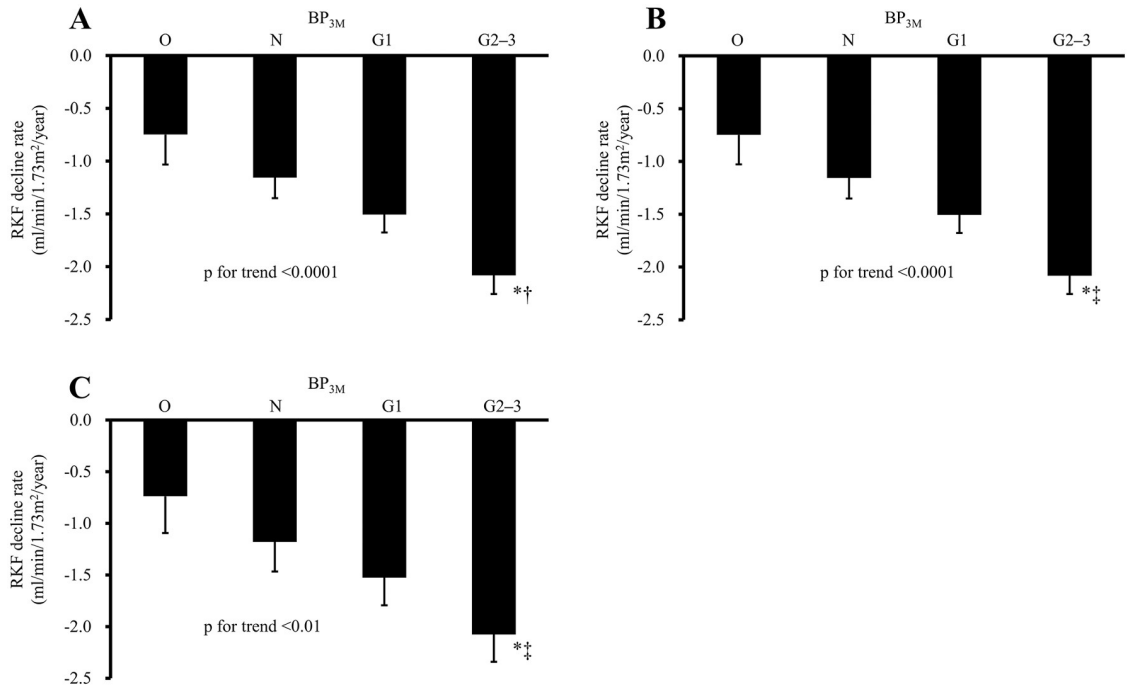 A
BP3M
O N G1 G2–3
0.0
-0.5
-1.0
-1.5
-2.0
-2.5
RKF decline rate
(ml/min/1.73m²/year)
p for trend <0.0001
*†
B
BP3M
O N G1 G2–3
0.0
-0.5
-1.0
-1.5
-2.0
-2.5
RKF decline rate
(ml/min/1.73m²/year)
p for trend <0.0001
*‡
C
BP3M
O N G1 G2–3
0.0
-0.5
-1.0
-1.5
-2.0
-2.5
RKF decline rate
(ml/min/1.73m²/year)
p for trend <0.01
*‡